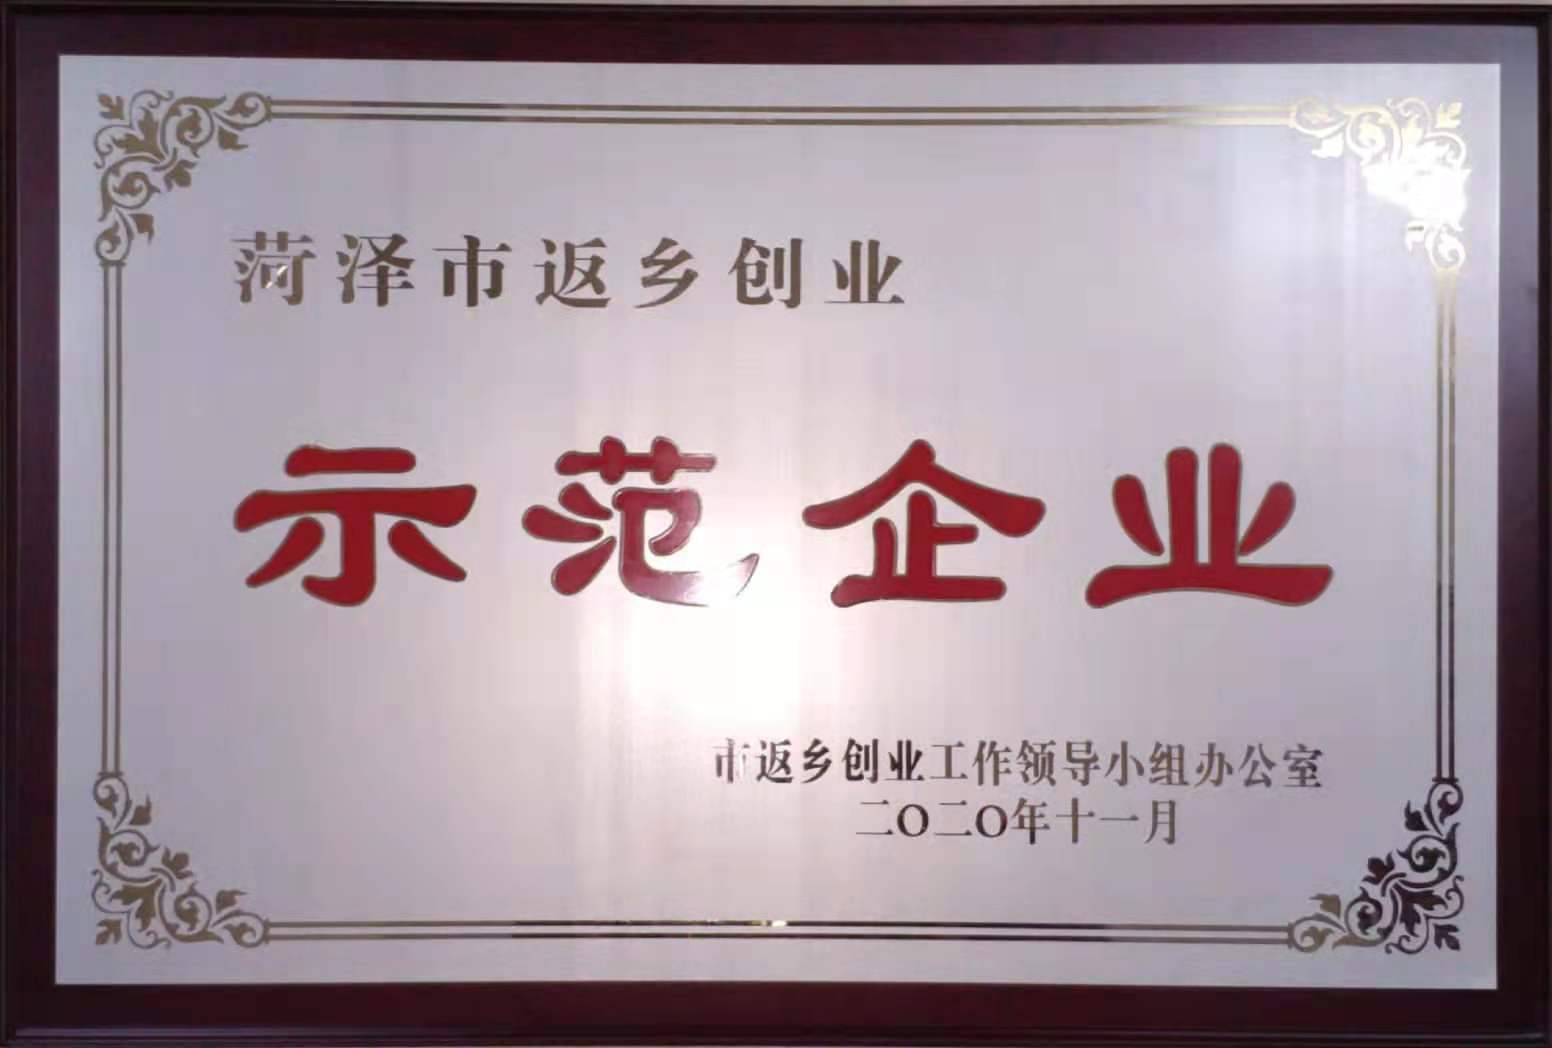 菏泽市返乡创业
示范企业
市返乡创业工作领导小组办公室
二〇二〇年十一月